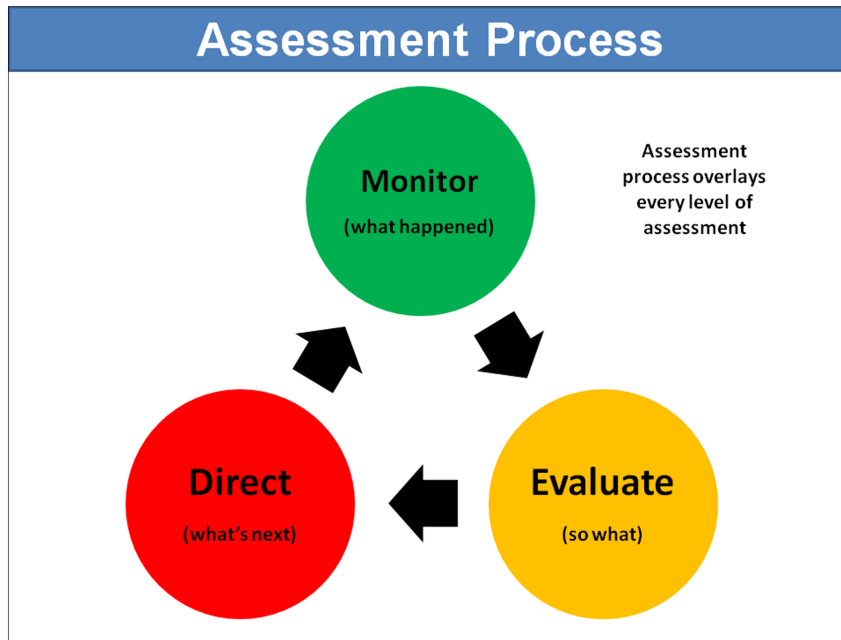 Assessment Process
Monitor
(what happened)
Assessment
process overlays
every level of
assessment
Direct
(what's next)
Evaluate
(so what)